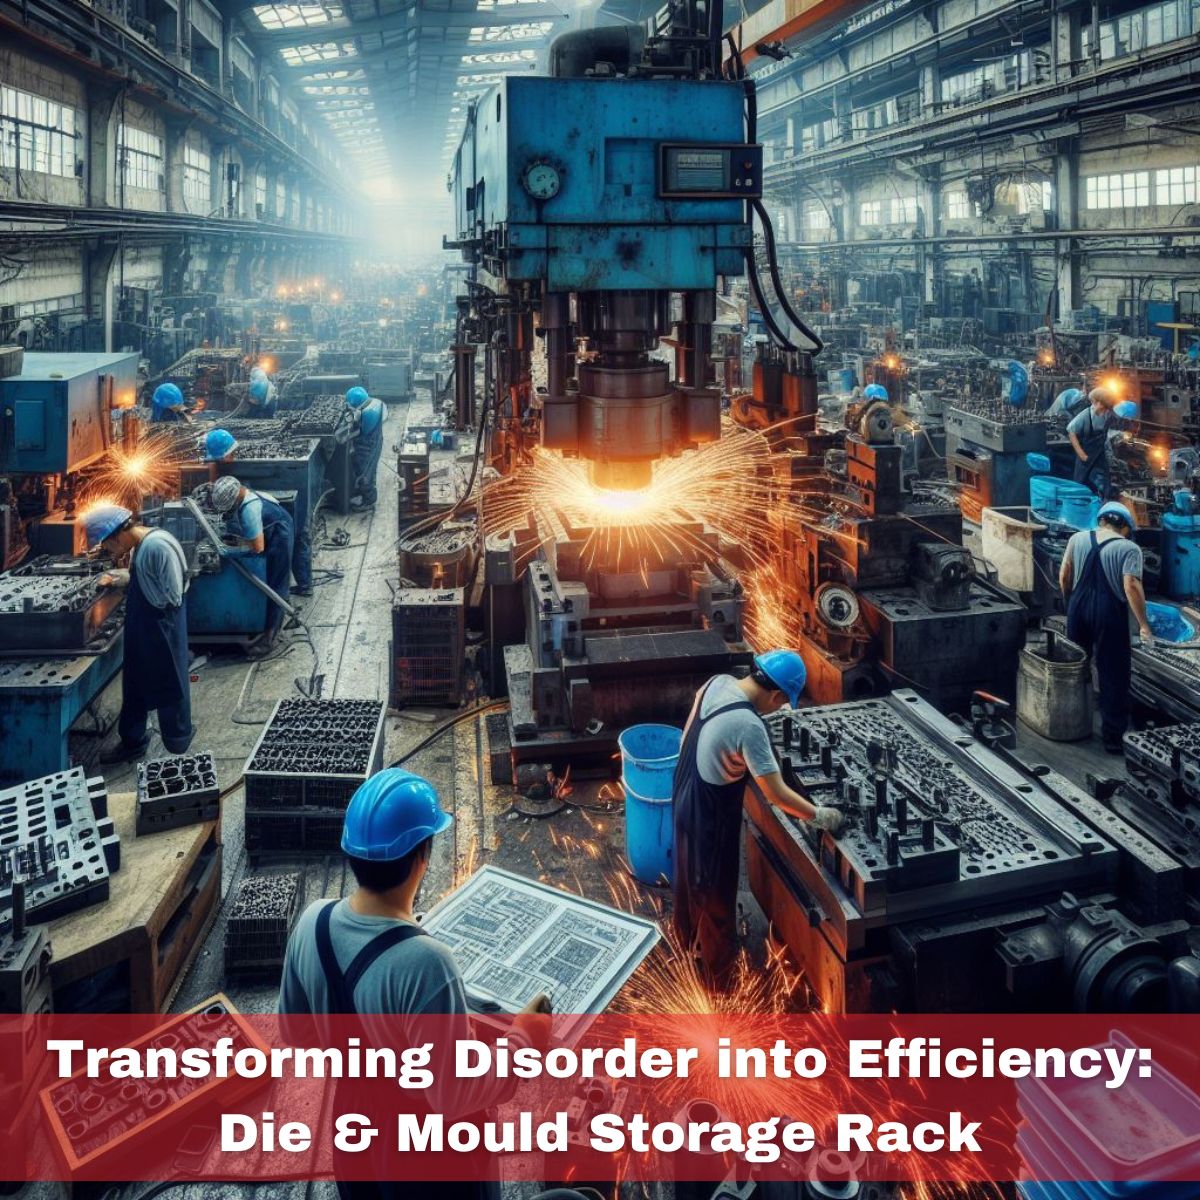 Transforming Disorder into Efficiency:
Die & Mould Storage Rack